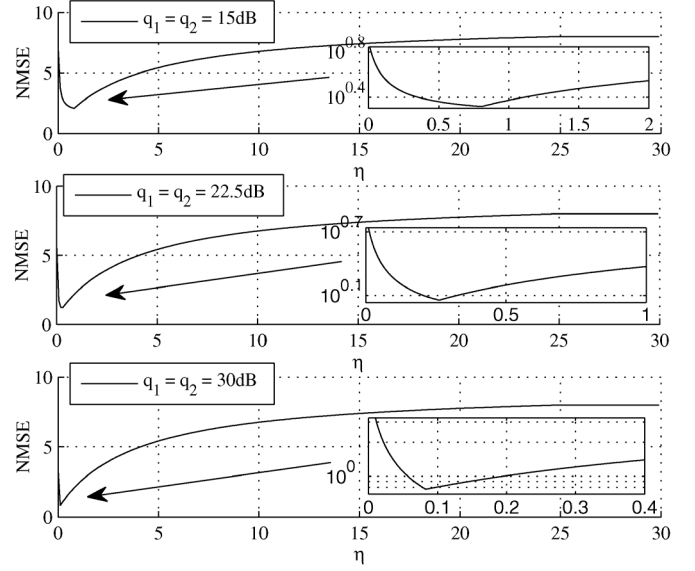 10
q1 = q2 = 15dB
NMSE
5
0
10^0.8
10^0.4
0 0.5 1 1.5 2
0 5 10 15 20 25 30
η
10
q1 = q2 = 22.5dB
NMSE
5
0
10^0.7
10^0.1
0 0.5 1
0 5 10 15 20 25 30
η
10
q1 = q2 = 30dB
NMSE
5
0
10^0
0 0.1 0.2 0.3 0.4
0 5 10 15 20 25 30
η